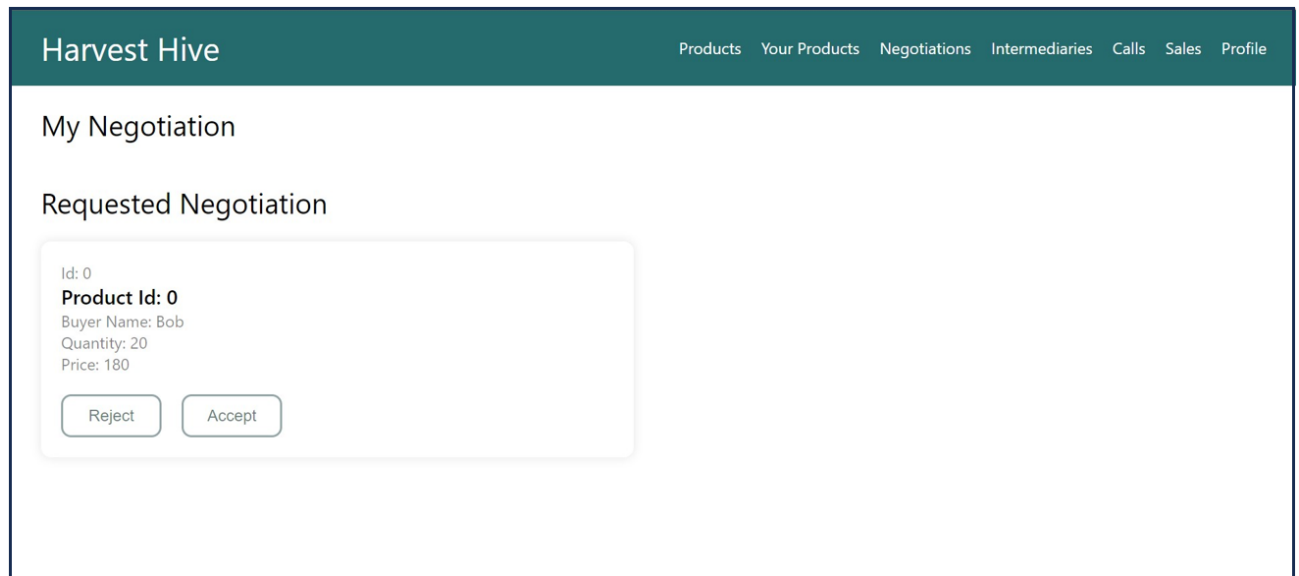 Harvest Hive
Products Your Products Negotiations Intermediaries Calls Sales Profile
My Negotiation
Requested Negotiation
Id: 0
Product Id: 0
Buyer Name: Bob
Quantity: 20
Price: 180
Reject Accept